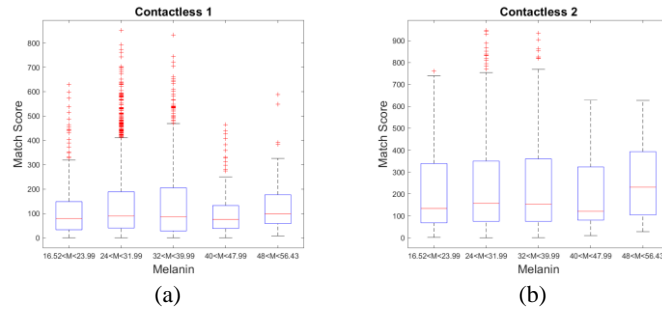 Contactless 1
Match Score
800
700
600
500
400
300
200
100
0
16.52<M<23.99 24<M<31.99 32<M<39.99 40<M<47.99 48<M<56.43
Melanin
(a)
Contactless 2
Match Score
900
800
700
600
500
400
300
200
100
0
16.52<M<23.99 24<M<31.99 32<M<39.99 40<M<47.99 48<M<56.43
Melanin
(b)